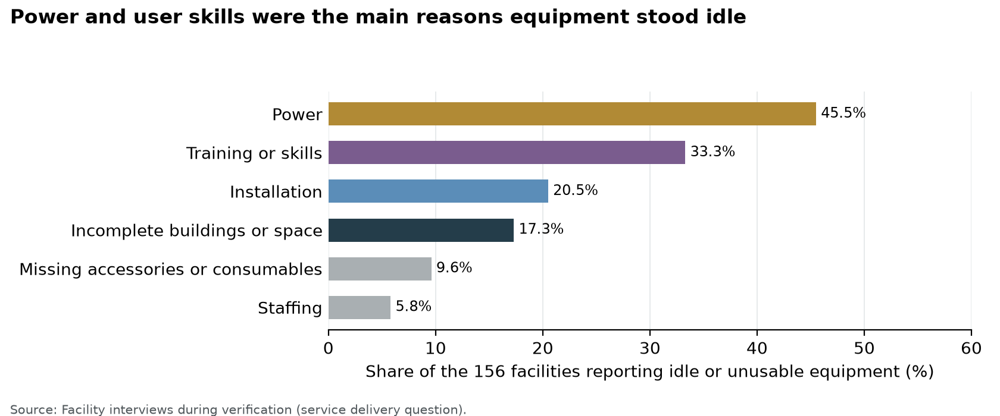 Power and user skills were the main reasons equipment stood idle
Power 45.5%
Training or skills 33.3%
Installation 20.5%
Incomplete buildings or space 17.3%
Missing accessories or consumables 9.6%
Staffing 5.8%
0 10 20 30 40 50 60
Share of the 156 facilities reporting idle or unusable equipment (%)
Source: Facility interviews during verification (service delivery question).